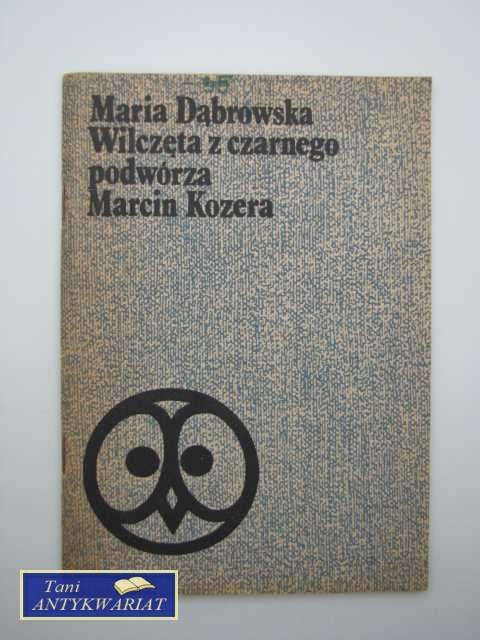 Maria Dąbrowska
Wilczęta z czarnego
podwórza
Marcin Kozera
Tani
ANTYKWARIAT